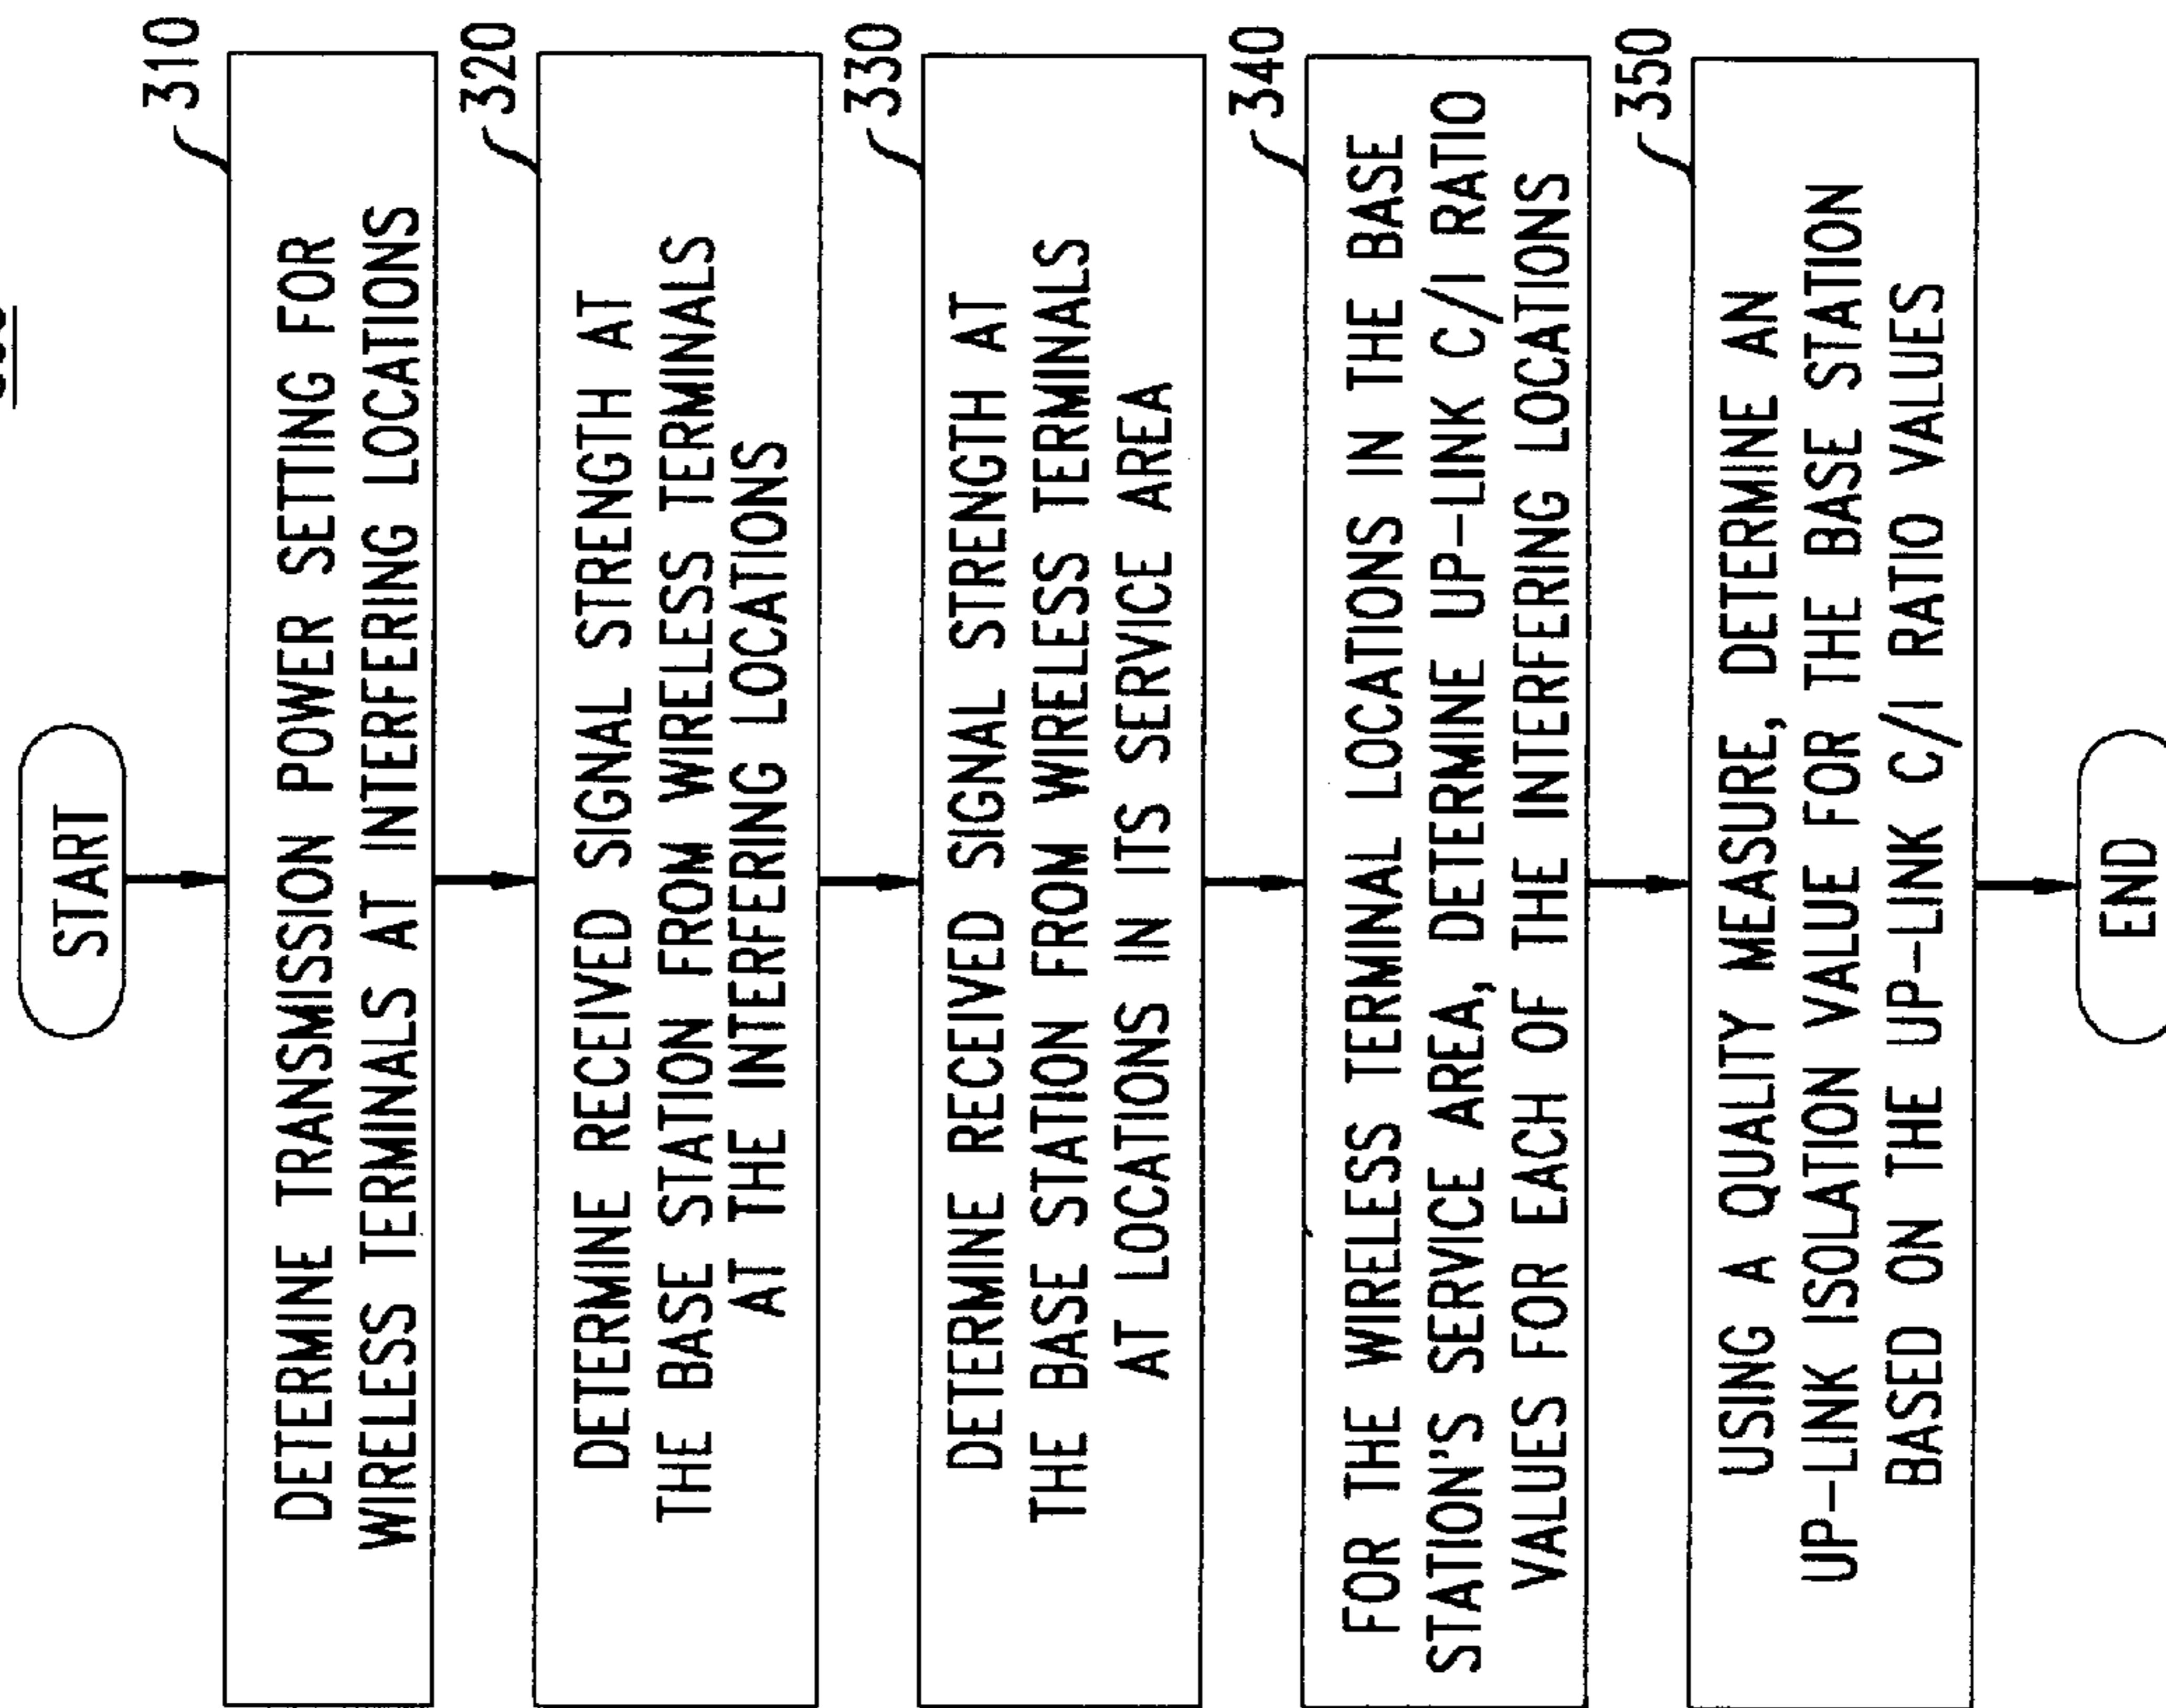 START
310
DETERMINE TRANSMISSION POWER SETTING FOR
WIRELESS TERMINALS AT INTERFERING LOCATIONS
320
DETERMINE RECEIVED SIGNAL STRENGTH AT
THE BASE STATION FROM WIRELESS TERMINALS
AT THE INTERFERING LOCATIONS
330
DETERMINE RECEIVED SIGNAL STRENGTH AT
THE BASE STATION FROM WIRELESS TERMINALS
AT LOCATIONS IN ITS SERVICE AREA
340
FOR THE WIRELESS TERMINAL LOCATIONS IN THE BASE
STATION'S SERVICE AREA, DETERMINE UP-LINK C/I RATIO
VALUES FOR EACH OF THE INTERFERING LOCATIONS
350
USING A QUALITY MEASURE, DETERMINE AN
UP-LINK ISOLATION VALUE FOR THE BASE STATION
BASED ON THE UP-LINK C/I RATIO VALUES
END